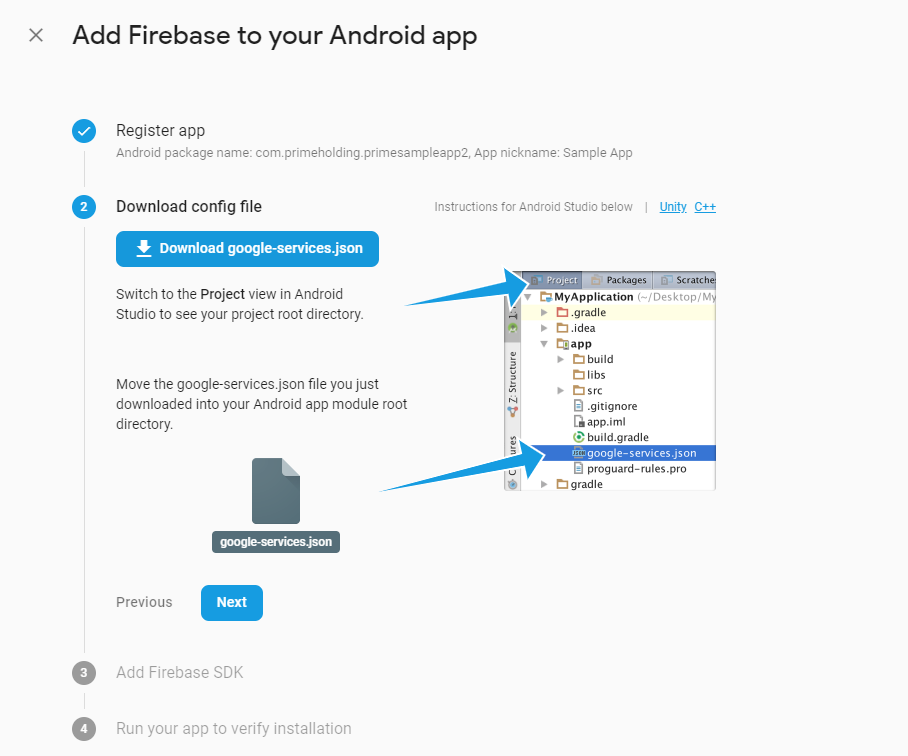 Add Firebase to your Android app
Register app
Android package name: com.primeholding.primesampleapp2, App nickname: Sample App
2
Download config file
Instructions for Android Studio below | Unity C++
Download google-services.json
Switch to the Project view in Android
Studio to see your project root directory.
Move the google-services.json file you just
downloaded into your Android app module root
directory.
google-services.json
Project Packages Scratche
MyApplication (~/Desktop/My
.gradle
.idea
app
build
libs
src
.gitignore
app.iml
build.gradle
google-services.json
proguard-rules.pro
gradle
Z: Structure
Previous
Next
3
Add Firebase SDK
4
Run your app to verify installation